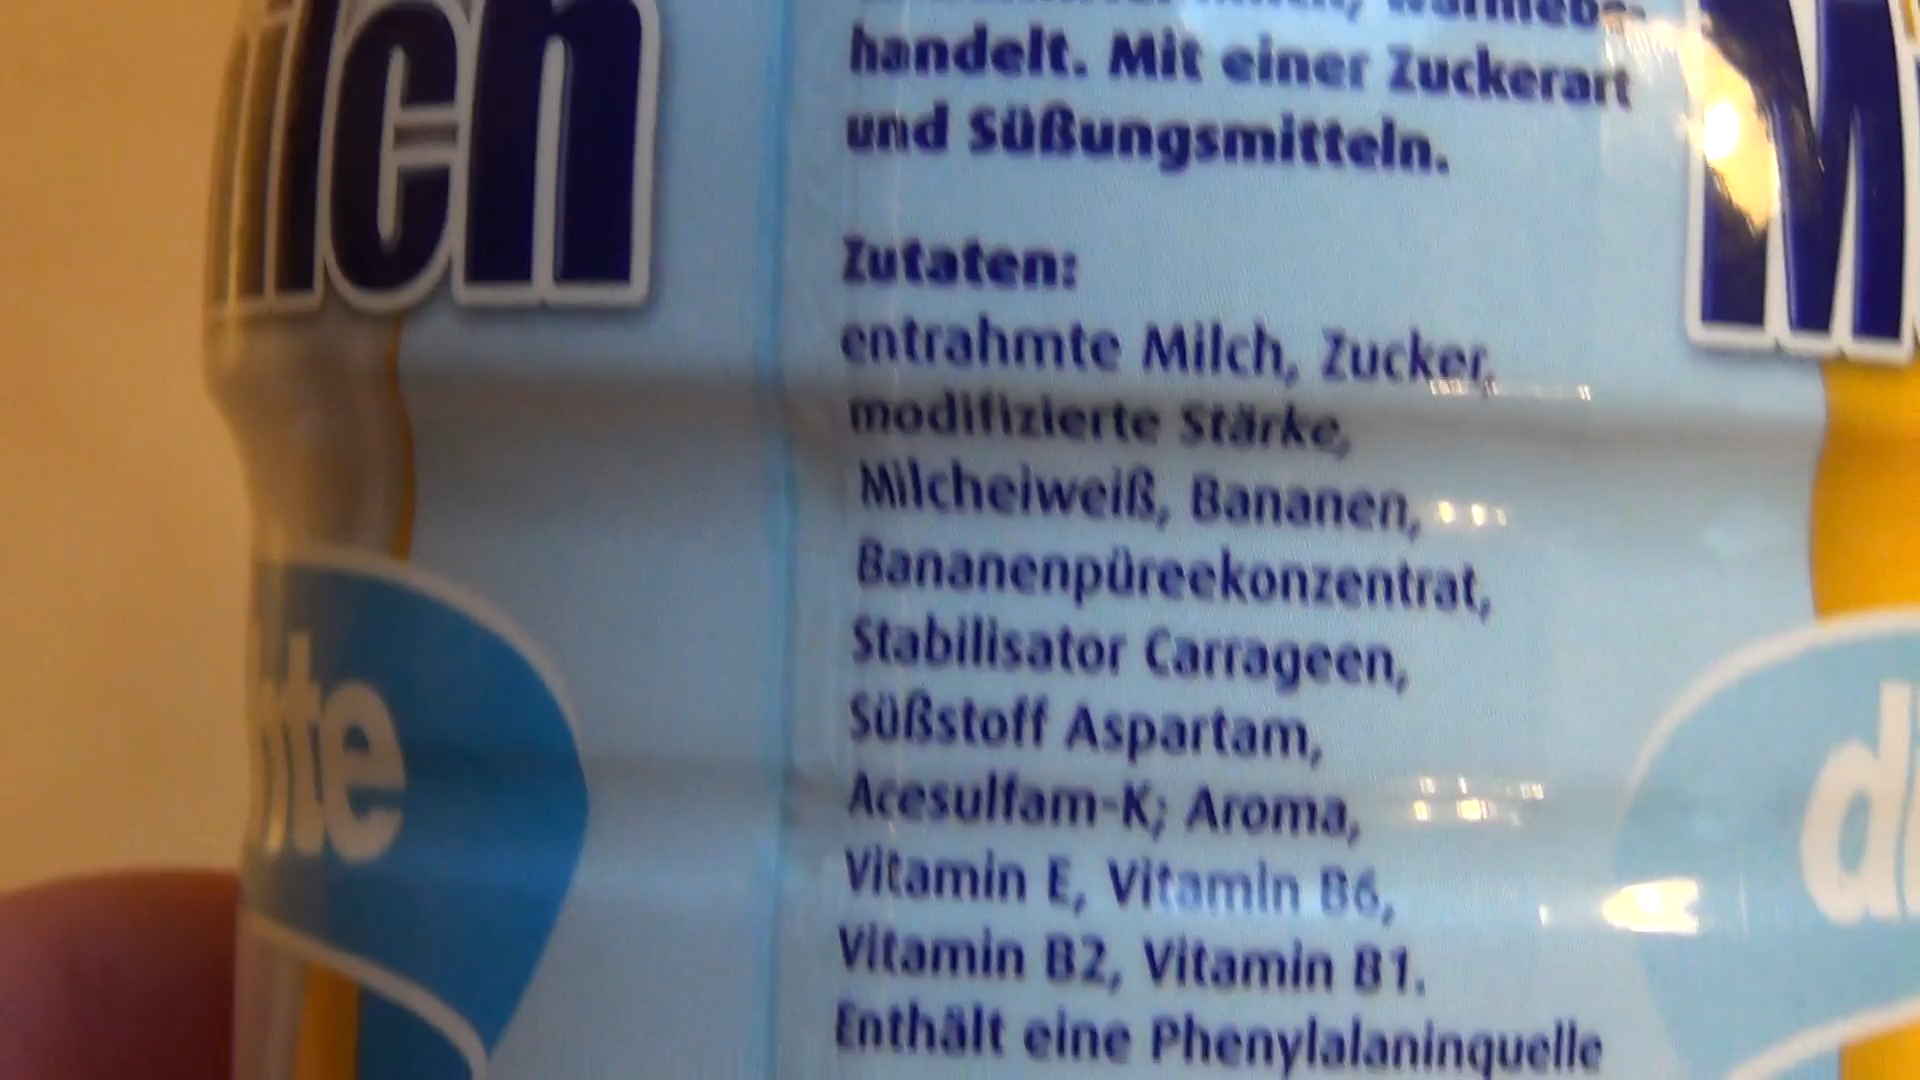 ilch
handelt. Mit einer Zuckerart
und Süßungsmitteln.
Zutaten:
entrahmte Milch, Zucker,
modifizierte Stärke,
Milcheiweiß, Bananen,
Bananenpüreekonzentrat,
Stabilisator Carrageen,
Süßstoff Aspartam,
Acesulfam-K; Aroma,
Vitamin E, Vitamin B6,
Vitamin B2, Vitamin B1.
Enthält eine Phenylalaninquelle
M